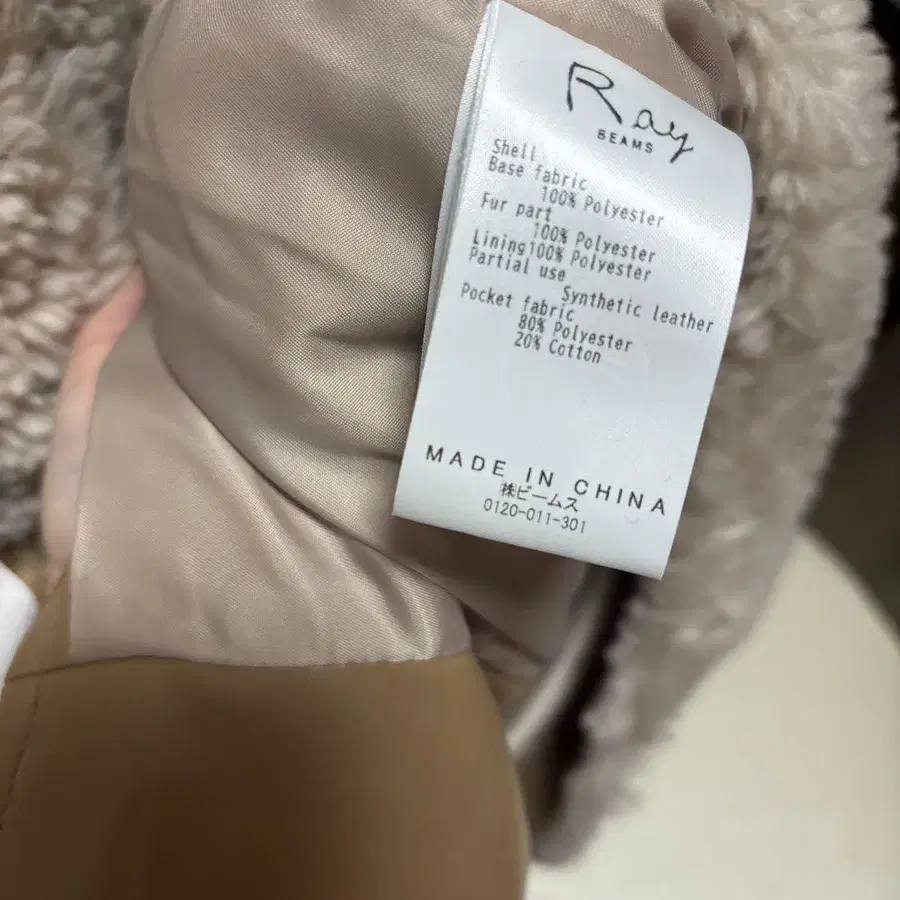 Ray
BEAMS
Shell
Base fabric
100% Polyester
Fur part
100% Polyester
Lining100% Polyester
Partial use
Synthetic leather
Pocket fabric
80% Polyester
20% Cotton
MADE IN CHINA
㈱ビームス
0120-011-301